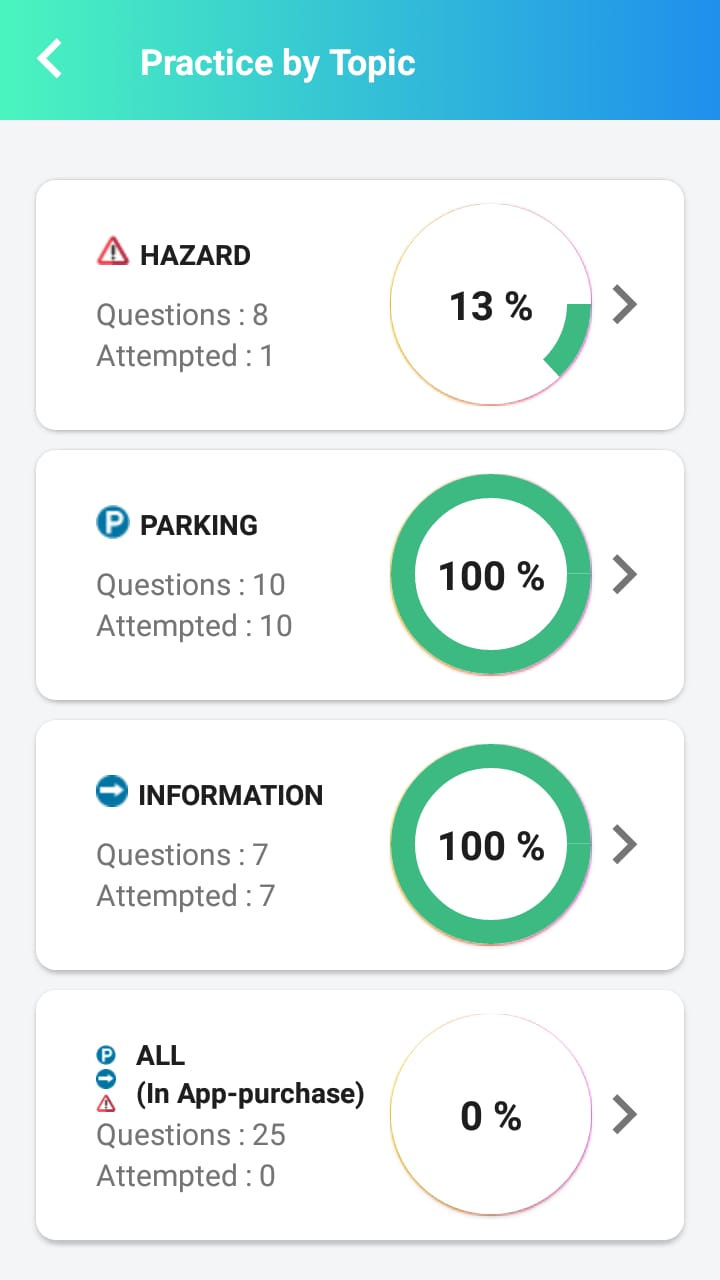 Practice by Topic
HAZARD
Questions : 8
Attempted : 1
13 %
P PARKING
Questions : 10
Attempted : 10
100 %
INFORMATION
Questions : 7
Attempted : 7
100 %
P ALL
(In App-purchase)
Questions : 25
Attempted : 0
0 %